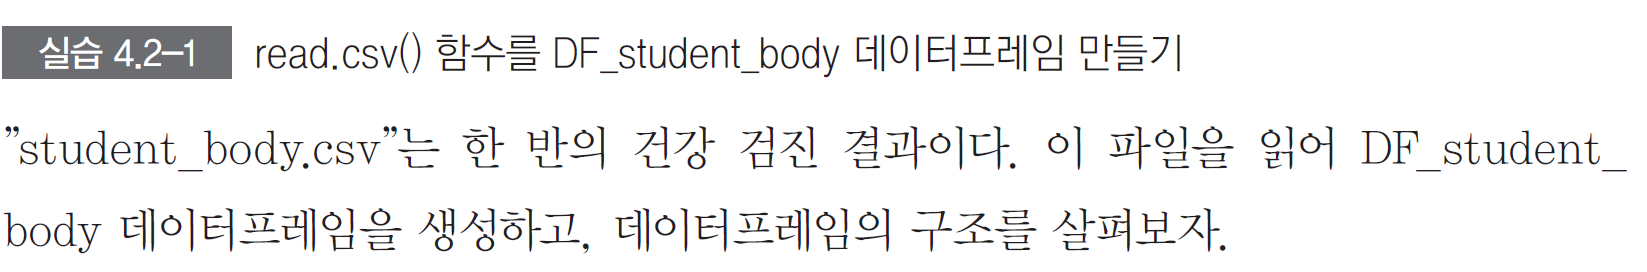 실습 4.2-1 read.csv() 함수를 DF_student_body 데이터프레임 만들기
”student_body.csv”는 한 반의 건강 검진 결과이다. 이 파일을 읽어 DF_student_
body 데이터프레임을 생성하고, 데이터프레임의 구조를 살펴보자.